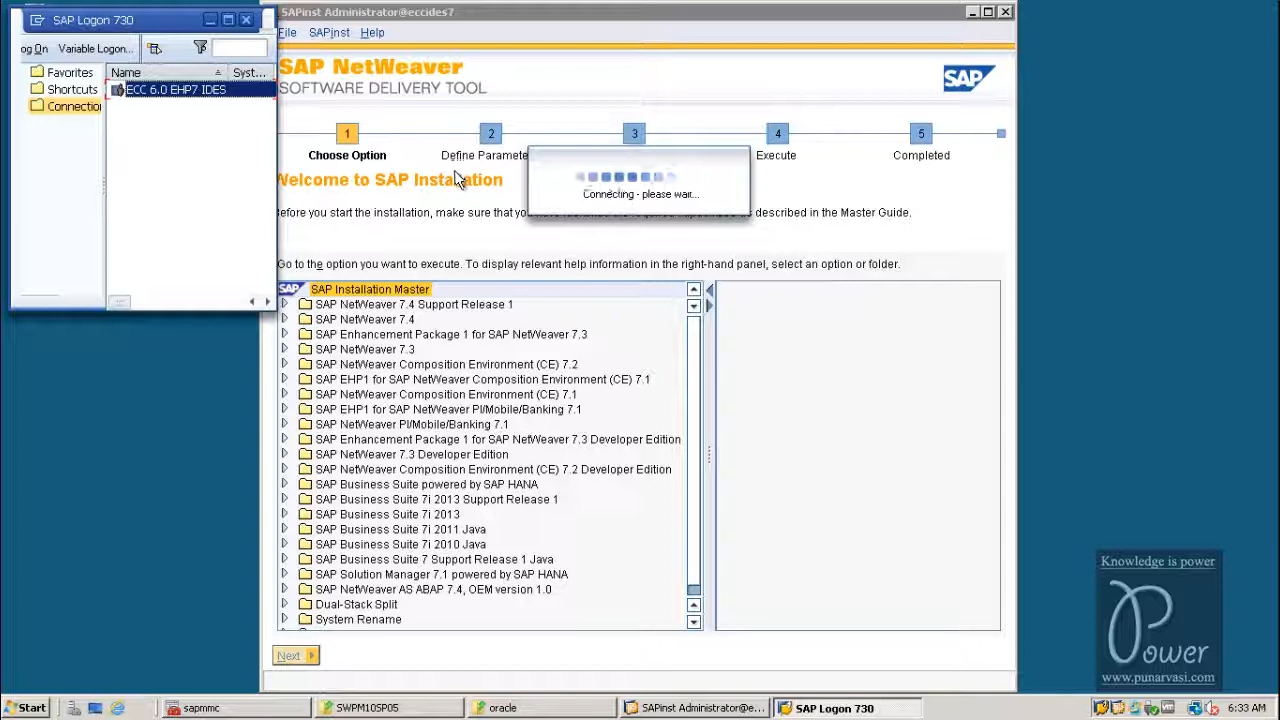 SAP Logon 730
og On Variable Logon...
Favorites
Shortcuts
Connectio
Name Syst...
ECC 6.0 EHP7 IDES
SAPinst Administrator@eccides7
File SAPinst Help
SAP NetWeaver
SOFTWARE DELIVERY TOOL
SAP
1 2 3 4 5
Choose Option Define Paramete Execute Completed
Welcome to SAP Installation
Connecting - please wait...
efore you start the installation, make sure that you as described in the Master Guide.
Go to the option you want to execute. To display relevant help information in the right-hand panel, select an option or folder.
SAP SAP Installation Master
SAP NetWeaver 7.4 Support Release 1
SAP NetWeaver 7.4
SAP Enhancement Package 1 for SAP NetWeaver 7.3
SAP NetWeaver 7.3
SAP NetWeaver Composition Environment (CE) 7.2
SAP EHP1 for SAP NetWeaver Composition Environment (CE) 7.1
SAP NetWeaver Composition Environment (CE) 7.1
SAP EHP1 for SAP NetWeaver PI/Mobile/Banking 7.1
SAP NetWeaver PI/Mobile/Banking 7.1
SAP Enhancement Package 1 for SAP NetWeaver 7.3 Developer Edition
SAP NetWeaver 7.3 Developer Edition
SAP NetWeaver Composition Environment (CE) 7.2 Developer Edition
SAP Business Suite powered by SAP HANA
SAP Business Suite 7i 2013 Support Release 1
SAP Business Suite 7i 2013
SAP Business Suite 7i 2011 Java
SAP Business Suite 7i 2010 Java
SAP Business Suite 7 Support Release 1 Java
SAP Solution Manager 7.1 powered by SAP HANA
SAP NetWeaver AS ABAP 7.4, OEM version 1.0
Dual-Stack Split
System Rename
Next
Knowledge is power
Power
www.punarvasi.com
Start sapmmc SWPM10SP05 oracle SAPinst Administrator@e... SAP Logon 730 6:33 AM